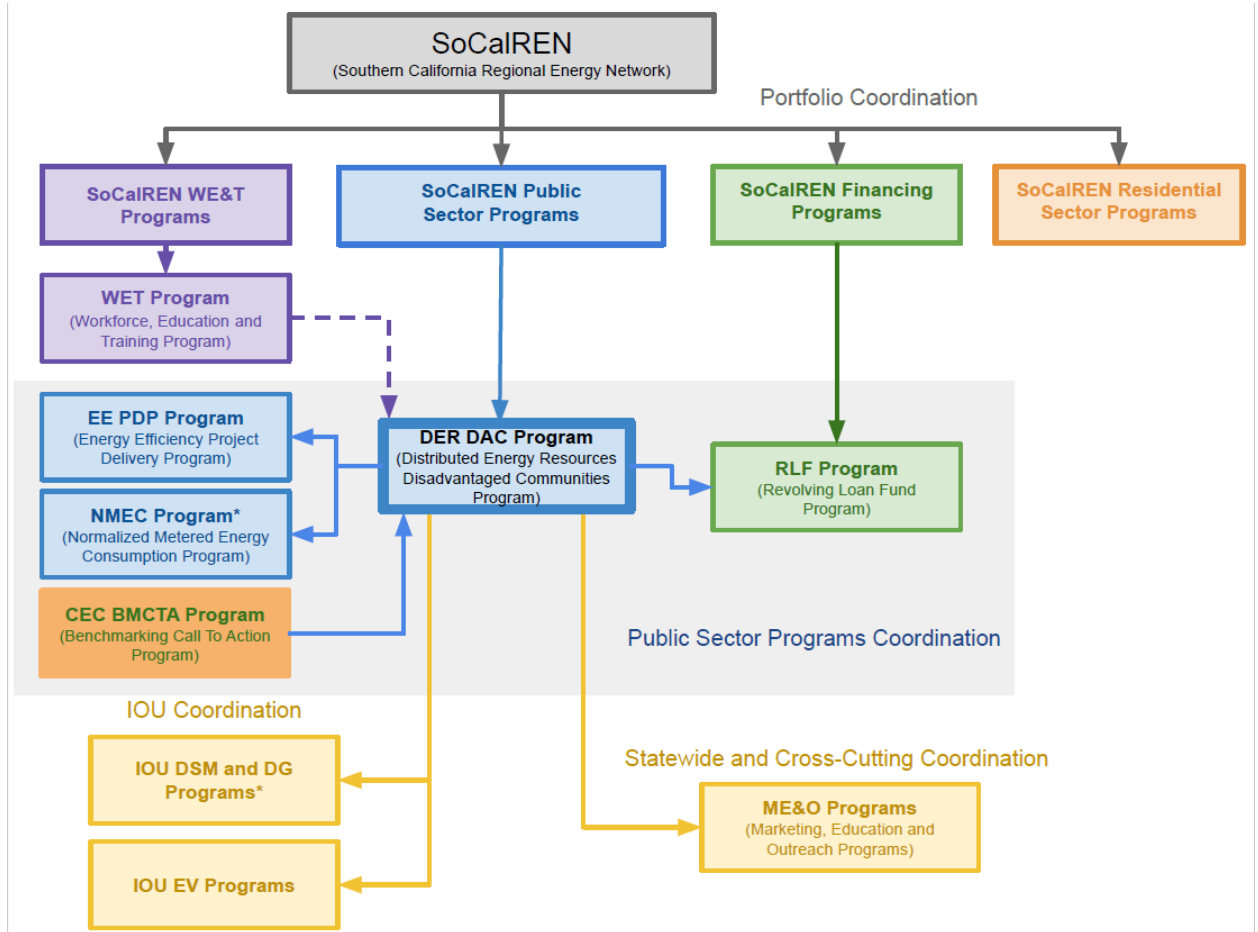 SoCalREN
(Southern California Regional Energy Network)
Portfolio Coordination
SoCalREN WE&T
Programs
SoCalREN Public
Sector Programs
SoCalREN Financing
Programs
SoCalREN Residential
Sector Programs
WET Program
(Workforce, Education and
Training Program)
EE PDP Program
(Energy Efficiency Project
Delivery Program)
DER DAC Program
(Distributed Energy Resources
Disadvantaged Communities
Program)
RLF Program
(Revolving Loan Fund
Program)
NMEC Program*
(Normalized Metered Energy
Consumption Program)
CEC BMCTA Program
(Benchmarking Call To Action
Program)
Public Sector Programs Coordination
IOU Coordination
IOU DSM and DG
Programs*
Statewide and Cross-Cutting Coordination
ME&O Programs
(Marketing, Education and
Outreach Programs)
IOU EV Programs